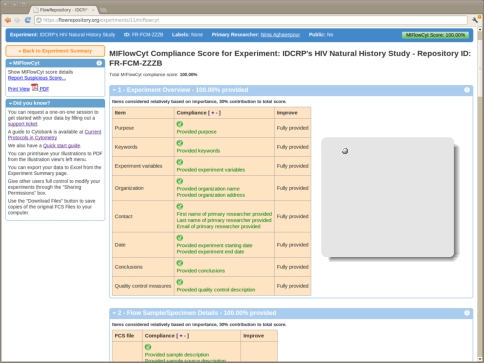 FlowRepository - IDCRP'
https://flowrepository.org/experiments/11/miflowcyt
Experiment: IDCRP's HIV Natural History Study ID: FR-FCM-ZZZB Labels: None Primary Researcher: Nima Aghaeepour Public: No
MIFlowCyt Score: 100.00%
« Back to Experiment Summary
MIFlowCyt
Show MIFlowCyt score details
Report Suspicious Score...
Print View PDF
Did you know?
You can request a one-on-one session to
get started with your data by filling out a
support ticket.
A guide to Cytobank is available at Current
Protocols in Cytometry
We also have a Quick start guide.
You can print/save your Illustrations to PDF
from the Illustration view's left menu.
You can export your data to Excel from the
Experiment Summary page.
Give others full control to modify your
experiments through the "Sharing
Permissions" box.
Use the "Download Files" button to save
copies of the original FCS Files to your
computer.
MIFlowCyt Compliance Score for Experiment: IDCRP's HIV Natural History Study - Repository ID:
FR-FCM-ZZZB
Total MIFlowCyt compliance score: 100.00%
1 - Experiment Overview - 100.00% provided
Items considered relatively based on importance, 30% contribution to total score.
Item Compliance [ + - ] Improve
Purpose Provided purpose Fully provided
Keywords Provided keywords Fully provided
Experiment variables Provided experiment variables Fully provided
Organization Provided organization name Fully provided
Provided organization address
Contact First name of primary researcher provided Fully provided
Last name of primary researcher provided
Email of primary researcher provided
Date Provided experiment starting date Fully provided
Provided experiment end date
Conclusions Provided conclusions Fully provided
Quality control measures Provided quality control description Fully provided
2 - Flow Sample/Specimen Details - 100.00% provided
Items considered relatively based on importance, 30% contribution to total score.
FCS file Compliance [ + - ] Improve
Provided sample description
Provided sample source description